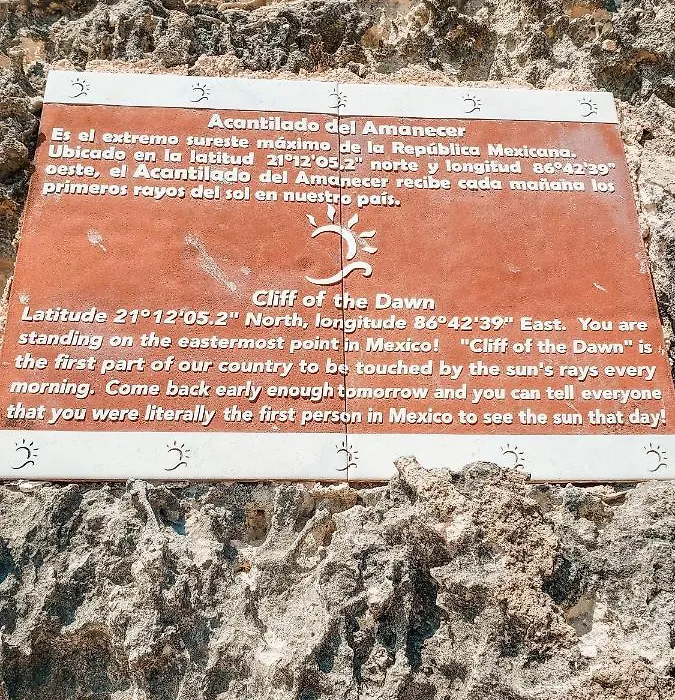 Acantilado del Amanecer
Es el extremo sureste máximo de la República Mexicana.
Ubicado en la latitud 21°12'05.2" norte y longitud 86°42'39"
oeste, el Acantilado del Amanecer recibe cada mañana los
primeros rayos del sol en nuestro país.
Cliff of the Dawn
Latitude 21°12'05.2" North, longitude 86°42'39" East. You are
standing on the easternmost point in Mexico! "Cliff of the Dawn" is
the first part of our country to be touched by the sun's rays every
morning. Come back early enough tomorrow and you can tell everyone
that you were literally the first person in Mexico to see the sun that day!